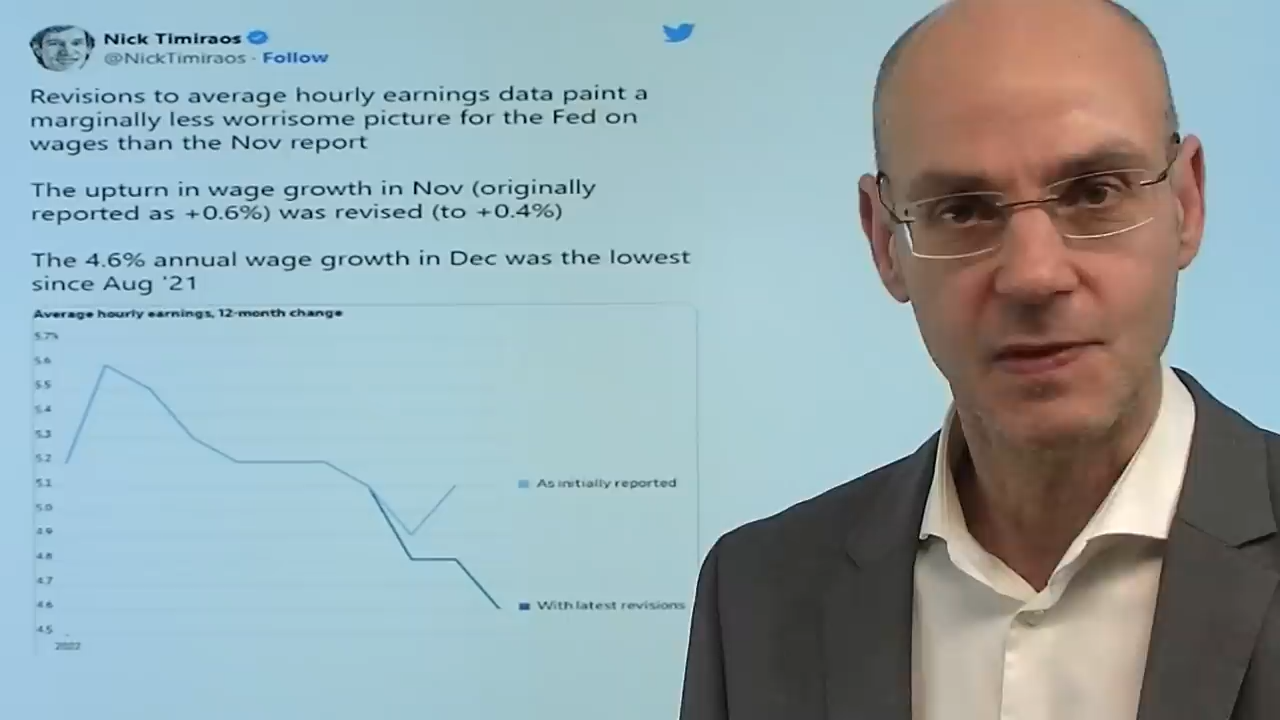 Nick Timiraos
@NickTimiraos · Follow
Revisions to average hourly earnings data paint a
marginally less worrisome picture for the Fed on
wages than the Nov report
The upturn in wage growth in Nov (originally
reported as +0.6%) was revised (to +0.4%)
The 4.6% annual wage growth in Dec was the lowest
since Aug '21
Average hourly earnings, 12-month change
5.7%
5.6
5.5
5.4
5.3
5.2
5.1
As initially reported
5.0
4.9
4.8
4.7
4.6
With latest revisions
4.5
2022